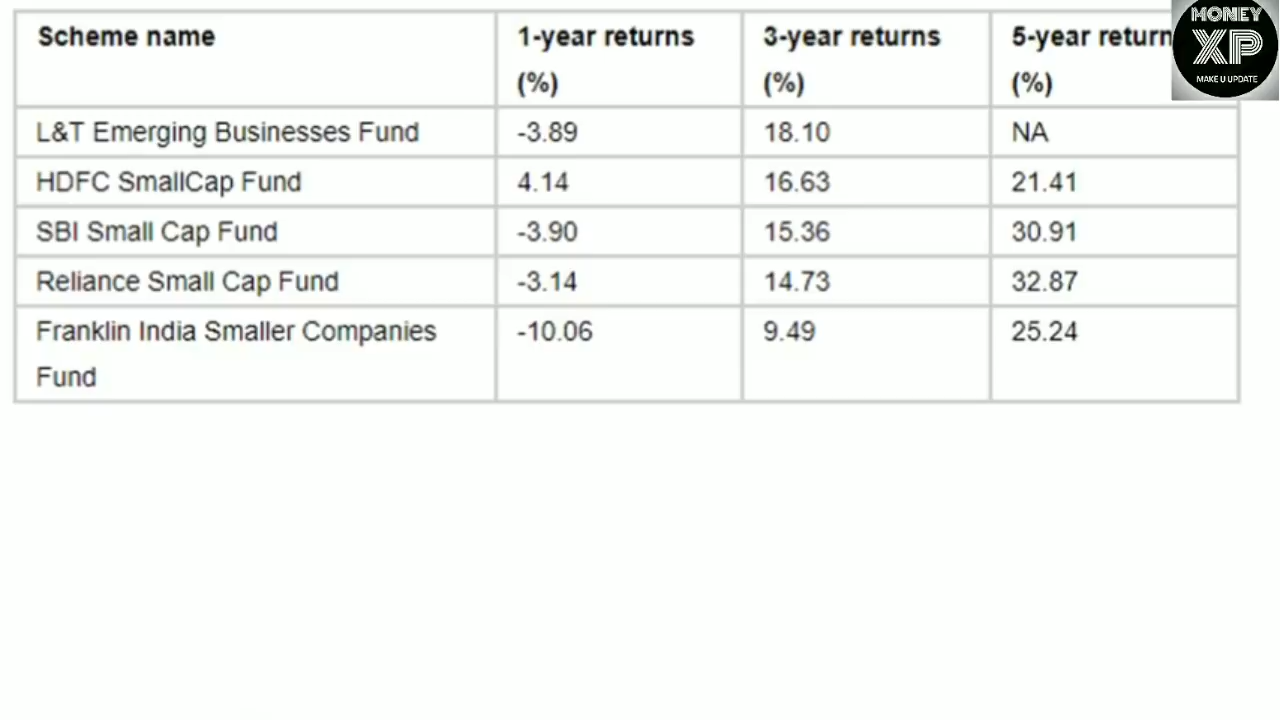 Scheme name 1-year returns 3-year returns 5-year return
(%) (%) (%)
L&T Emerging Businesses Fund -3.89 18.10 NA
HDFC SmallCap Fund 4.14 16.63 21.41
SBI Small Cap Fund -3.90 15.36 30.91
Reliance Small Cap Fund -3.14 14.73 32.87
Franklin India Smaller Companies -10.06 9.49 25.24
Fund
MONEY
XP
MAKE U UPDATE